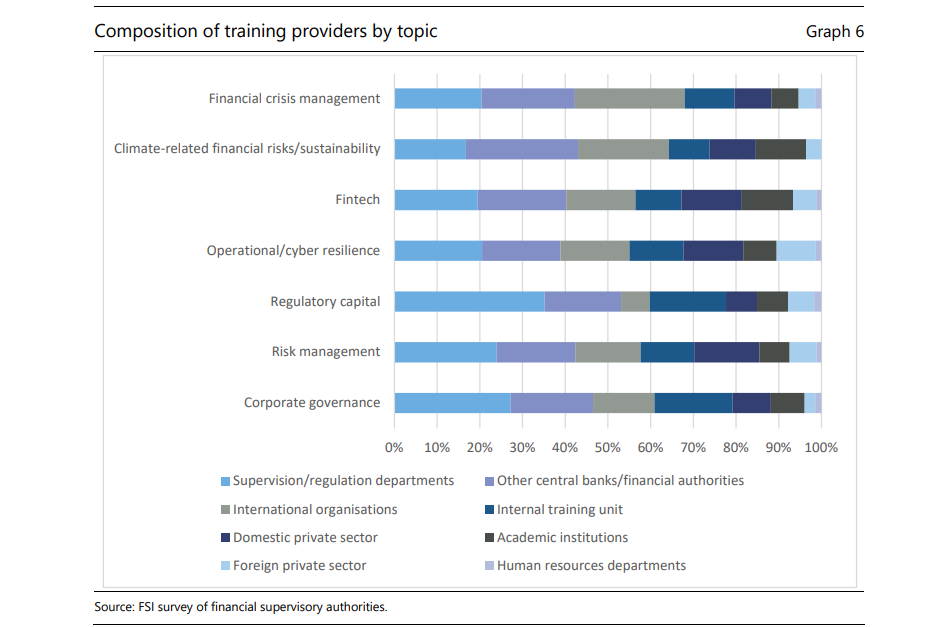 Composition of training providers by topic Graph 6
Financial crisis management
Climate-related financial risks/sustainability
Fintech
Operational/cyber resilience
Regulatory capital
Risk management
Corporate governance
0% 10% 20% 30% 40% 50% 60% 70% 80% 90% 100%
Supervision/regulation departments Other central banks/financial authorities
International organisations Internal training unit
Domestic private sector Academic institutions
Foreign private sector Human resources departments
Source: FSI survey of financial supervisory authorities.